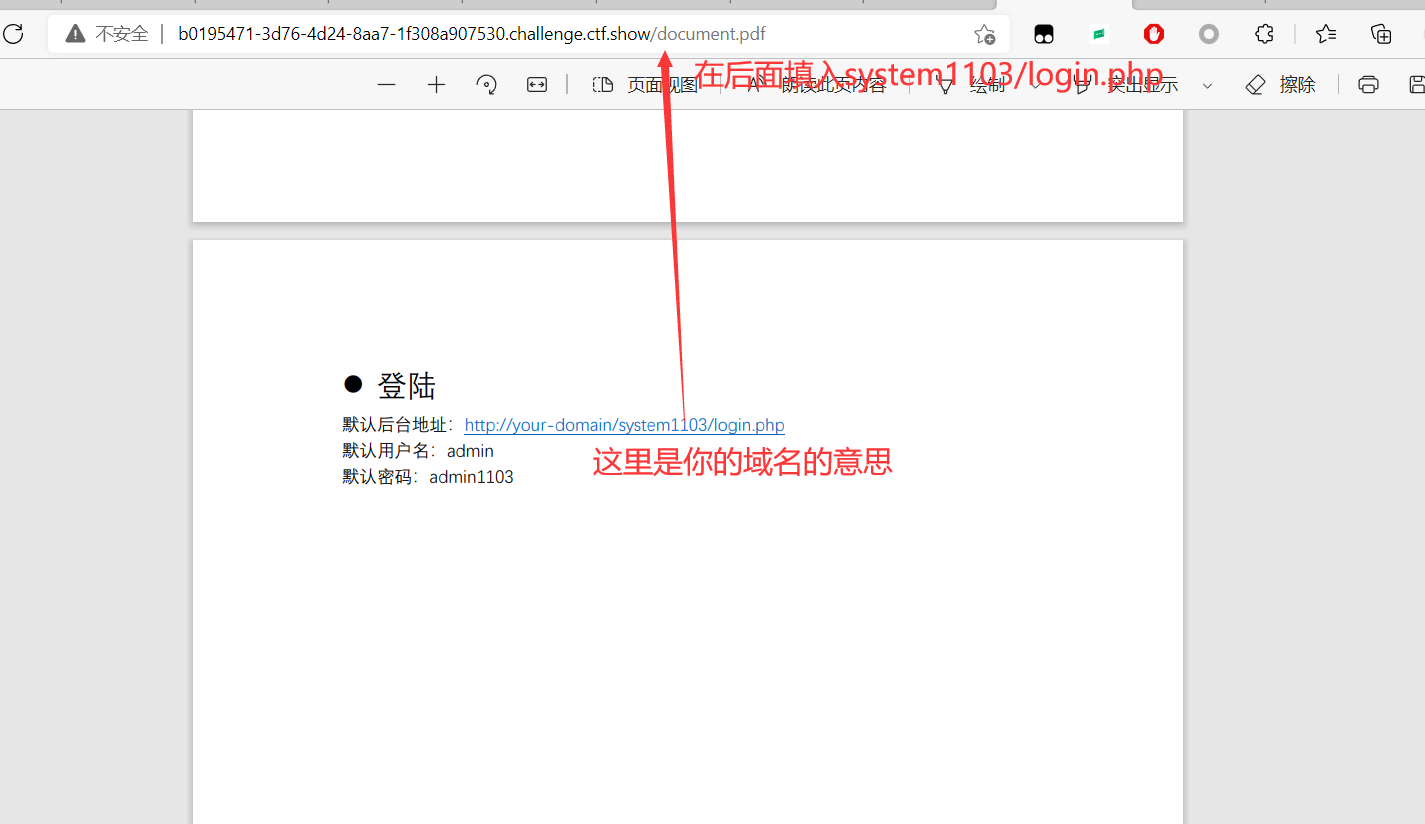 不安全 | b0195471-3d76-4d24-8aa7-1f308a907530.challenge.ctf.show/document.pdf
在后面填入system1103/login.php
页面视图 朗读此页内容 绘制 突出显示 擦除
登陆
默认后台地址：http://your-domain/system1103/login.php
默认用户名：admin
这里是你的域名的意思
默认密码：admin1103